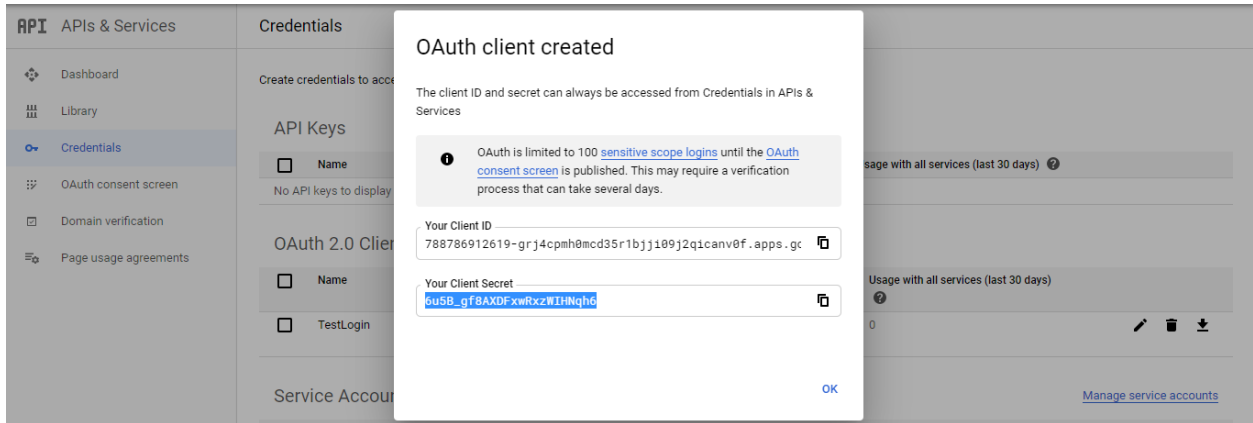 API APIs & Services
Dashboard
Library
Credentials
OAuth consent screen
Domain verification
Page usage agreements
Credentials
Create credentials to acce
API Keys
Name
sage with all services (last 30 days)
No API keys to display
OAuth 2.0 Clier
Name
Usage with all services (last 30 days)
TestLogin
0
Service Accour
Manage service accounts
OAuth client created
The client ID and secret can always be accessed from Credentials in APIs &
Services
OAuth is limited to 100 sensitive scope logins until the OAuth
consent screen is published. This may require a verification
process that can take several days.
Your Client ID
788786912619-grj4cpmh0mcd35r1bjji09j2qicanv0f.apps.gc
Your Client Secret
6u5B_gf8AXDFxwRxzWIHNqh6
OK